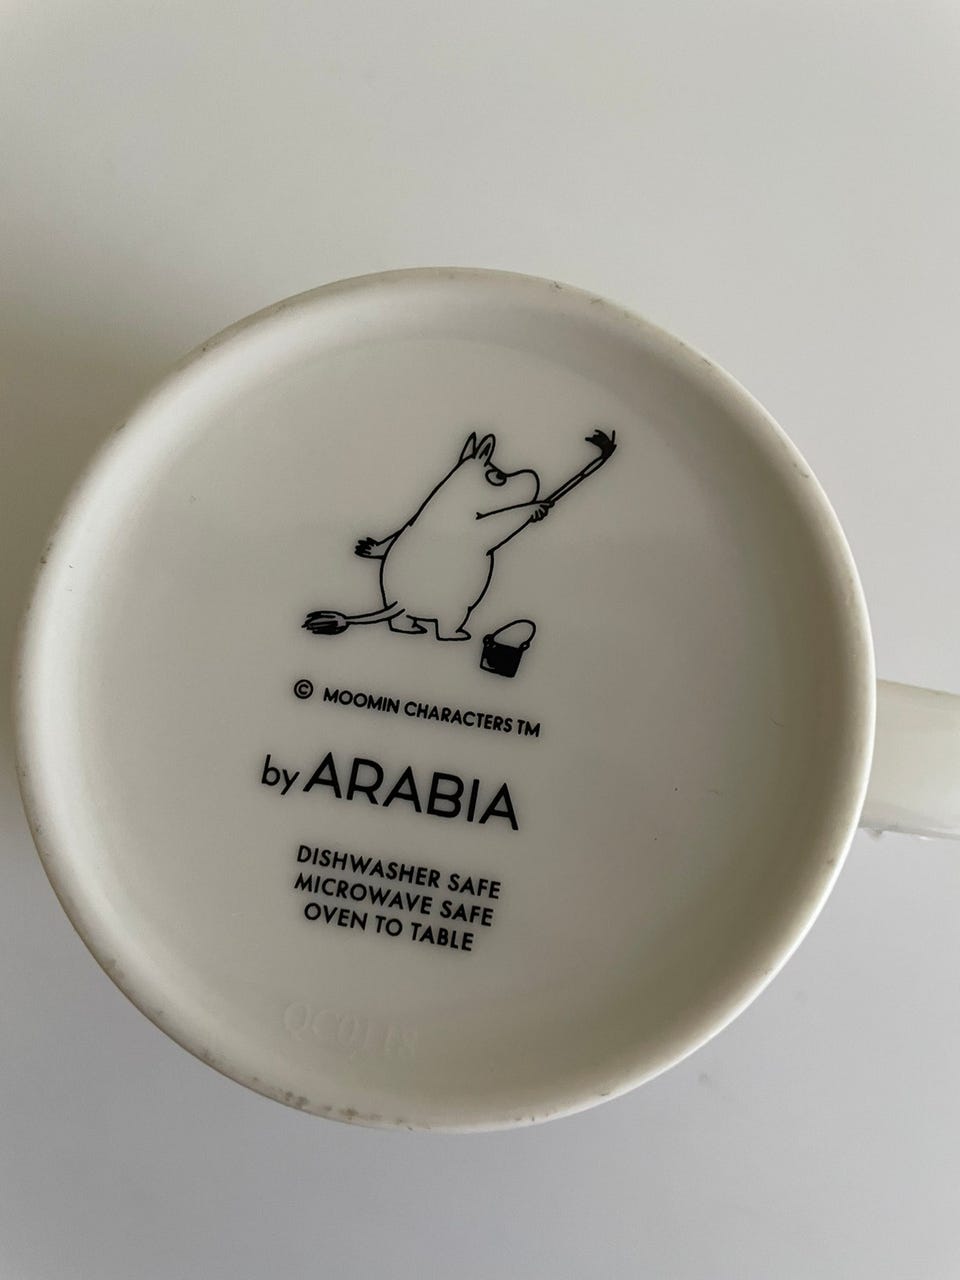 © MOOMIN CHARACTERS TM
by ARABIA
DISHWASHER SAFE
MICROWAVE SAFE
OVEN TO TABLE